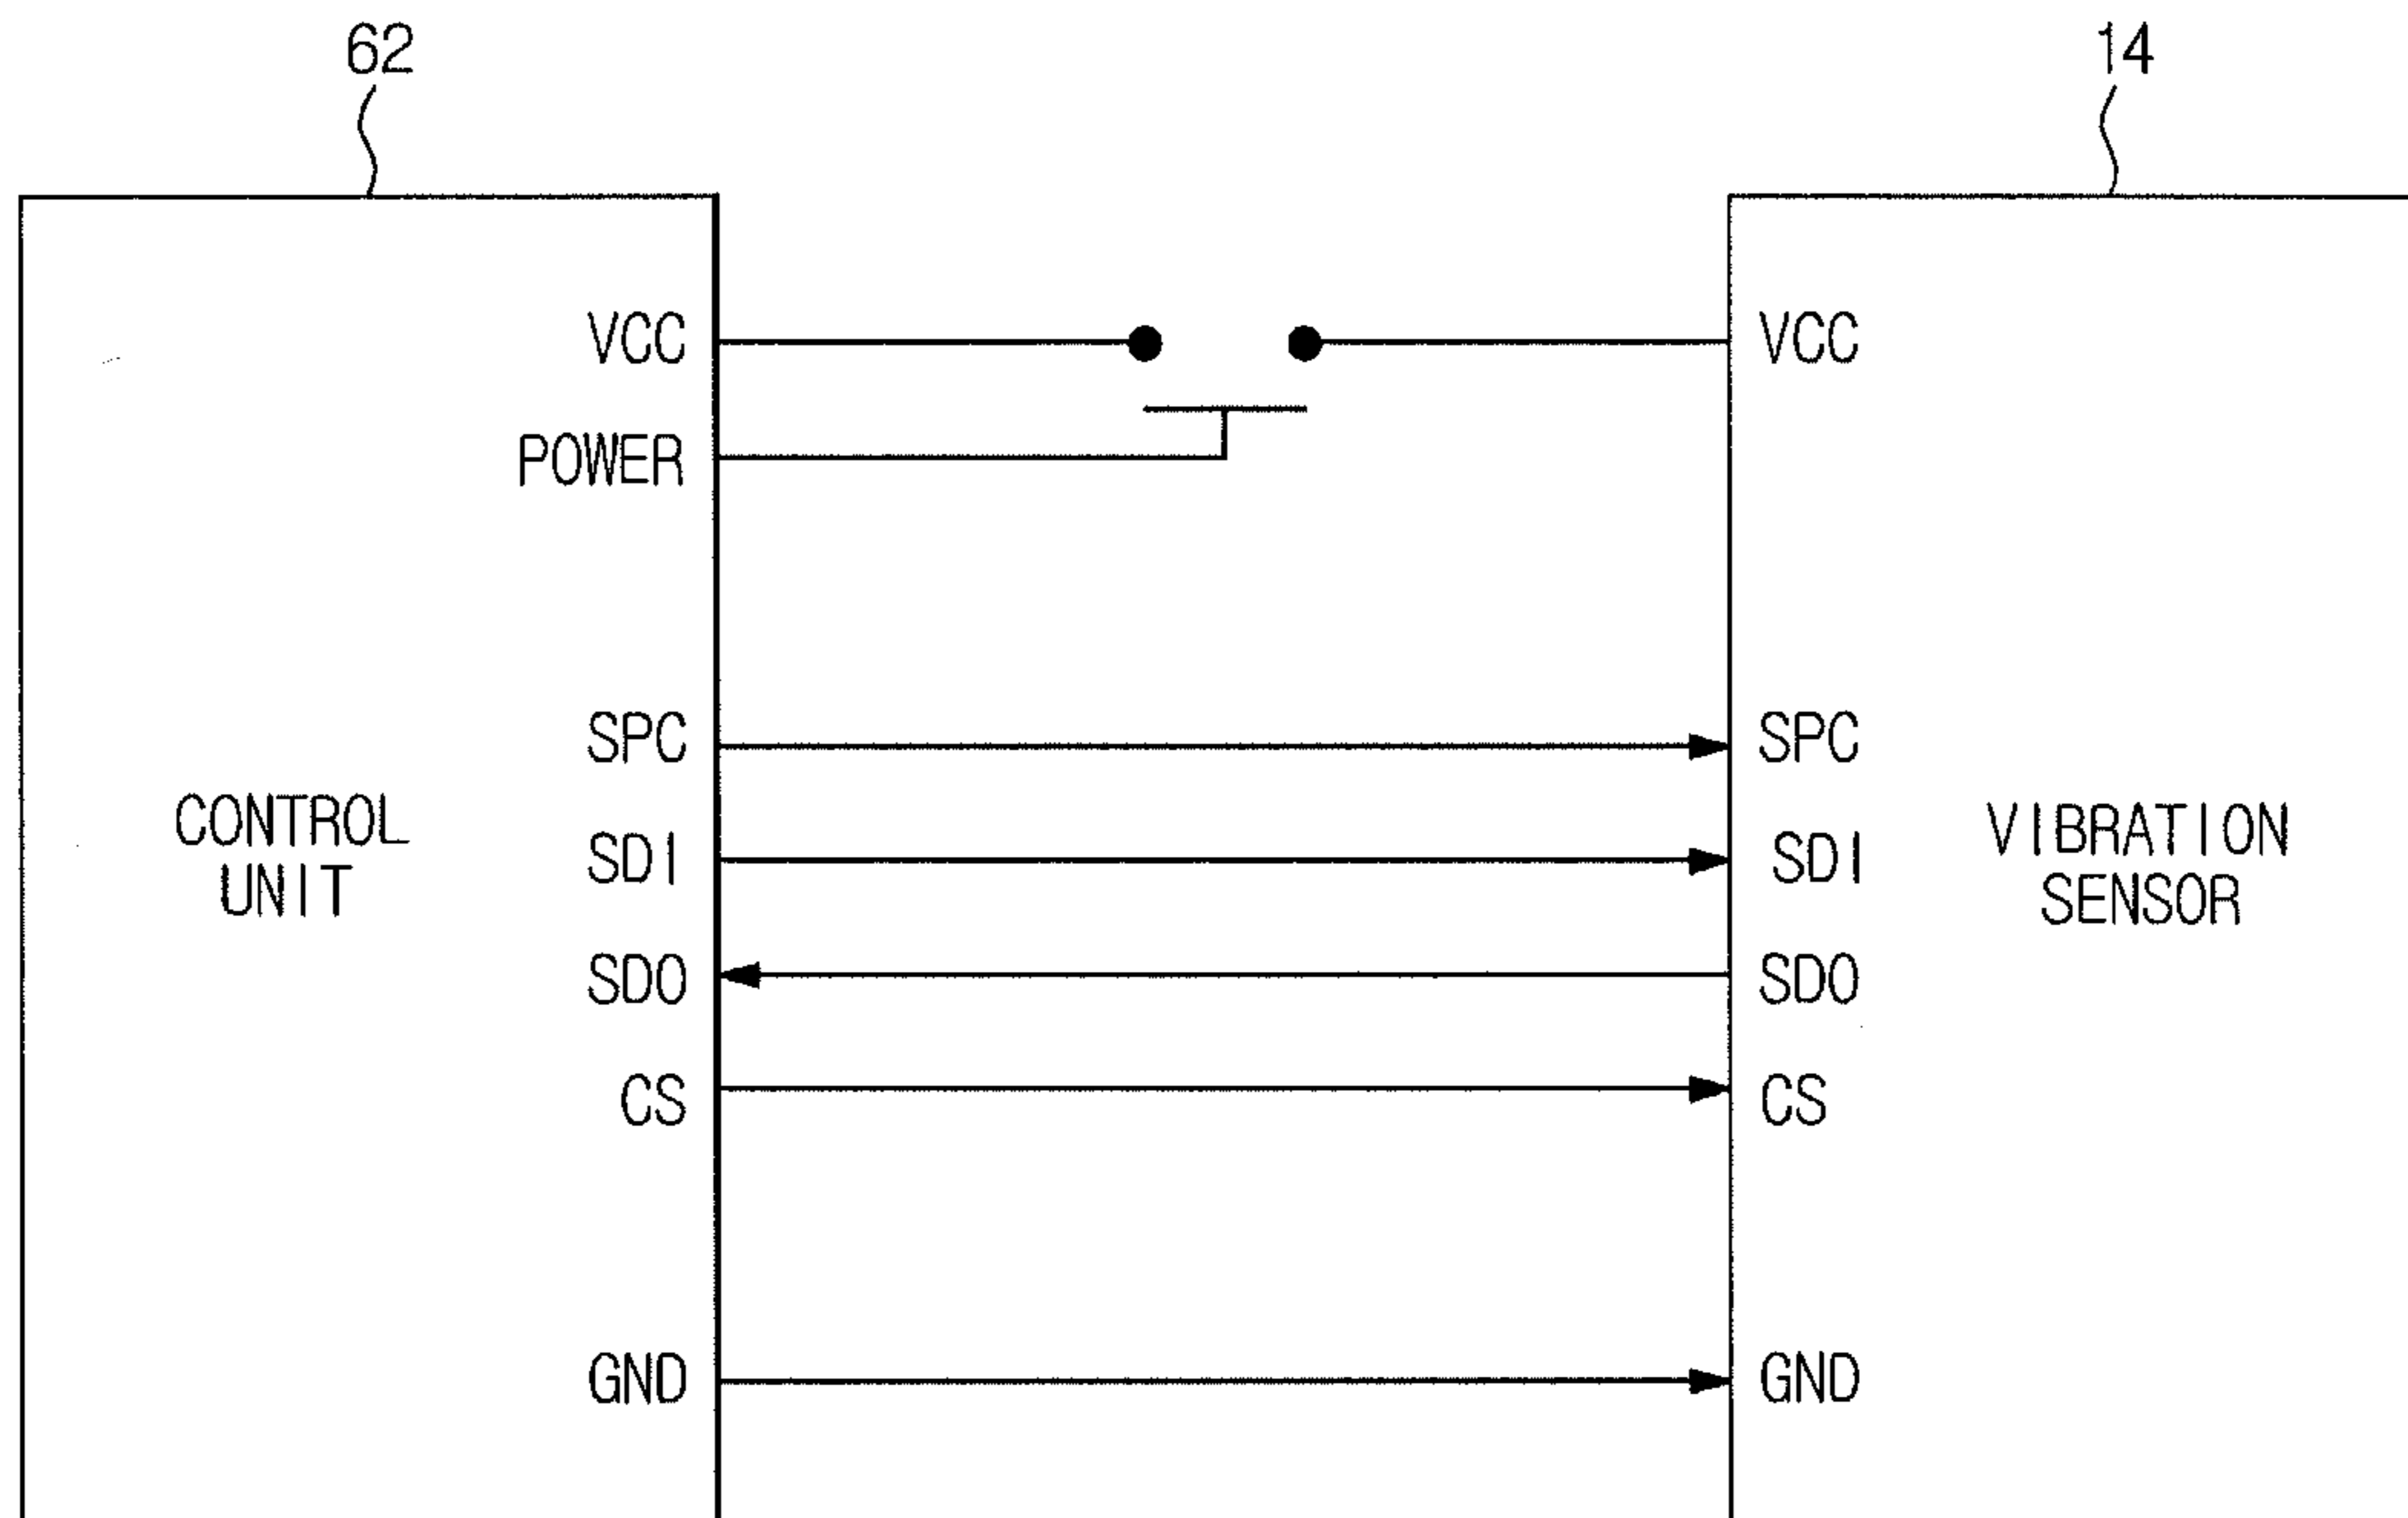 62
14
VCC
VCC
POWER
SPC
SPC
CONTROL
UNIT
VIBRATION
SENSOR
SDI
SDI
SDO
SDO
CS
CS
GND
GND